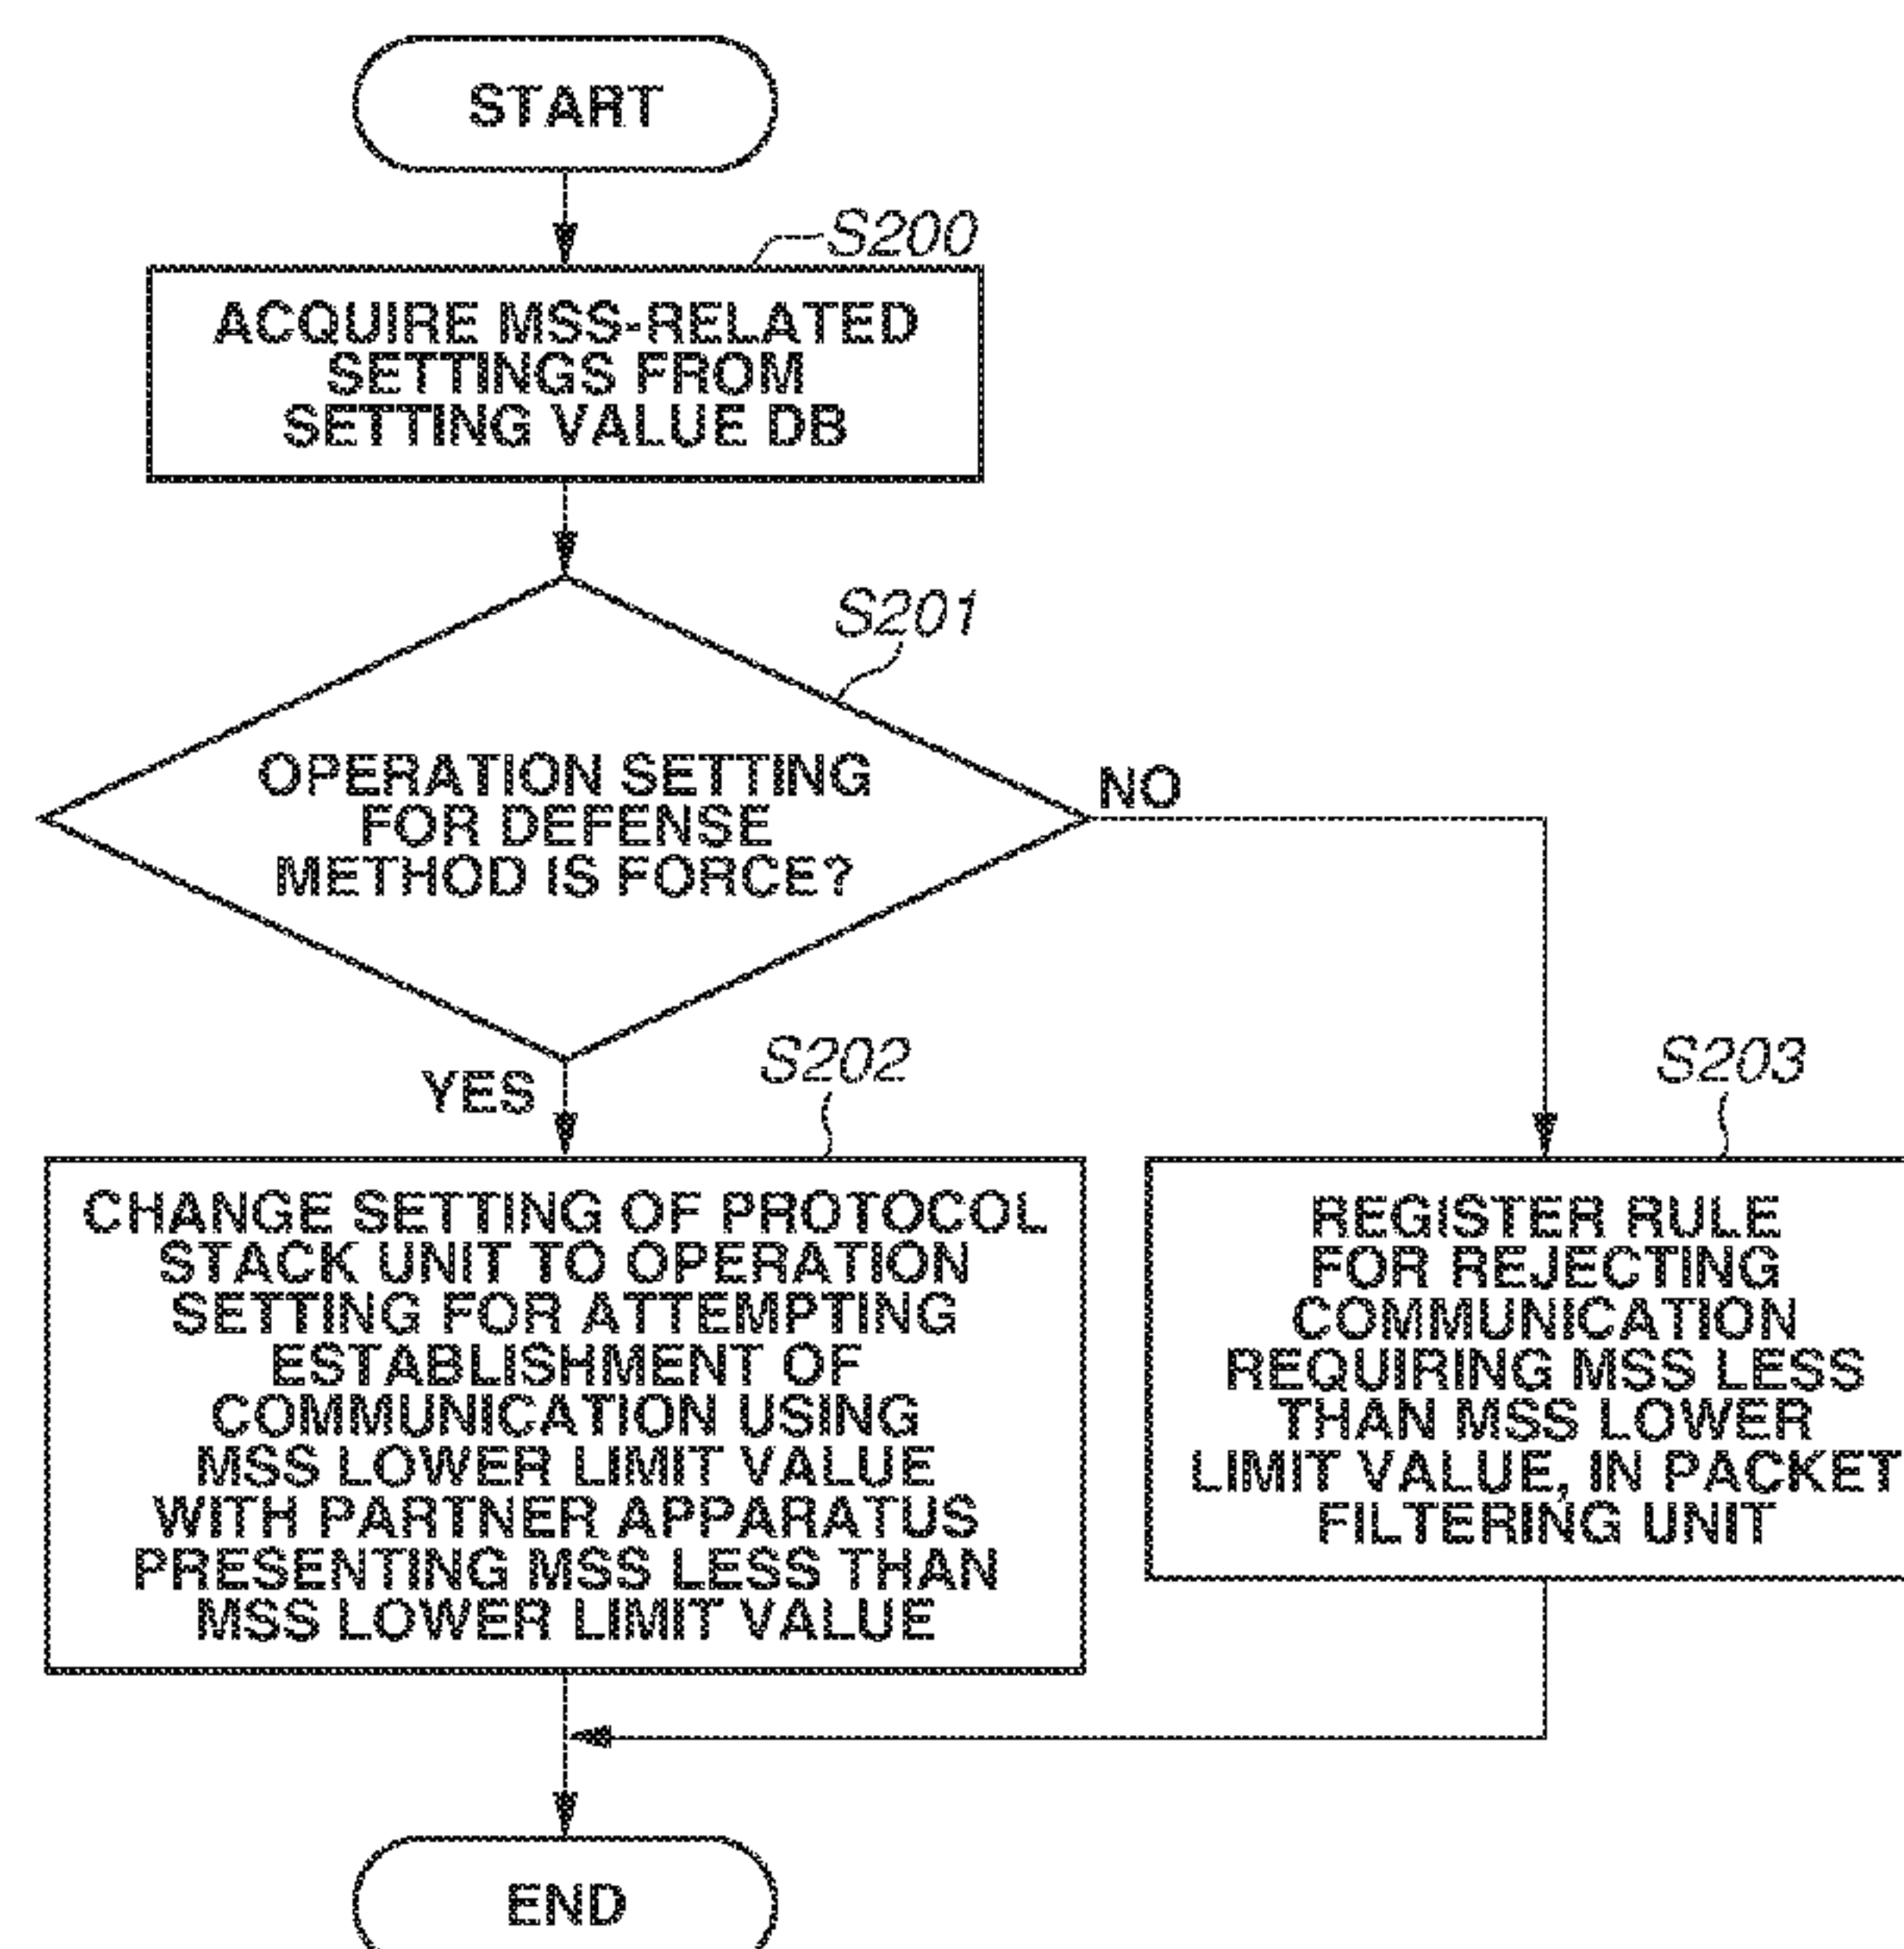 START
S200
ACQUIRE MSS-RELATED
SETTINGS FROM
SETTING VALUE DB
S201
OPERATION SETTING
FOR DEFENSE
METHOD IS FORCE?
NO
YES
S202
CHANGE SETTING OF PROTOCOL
STACK UNIT TO OPERATION
SETTING FOR ATTEMPTING
ESTABLISHMENT OF
COMMUNICATION USING
MSS LOWER LIMIT VALUE
WITH PARTNER APPARATUS
PRESENTING MSS LESS THAN
MSS LOWER LIMIT VALUE
S203
REGISTER RULE
FOR REJECTING
COMMUNICATION
REQUIRING MSS LESS
THAN MSS LOWER
LIMIT VALUE, IN PACKET
FILTERING UNIT
END